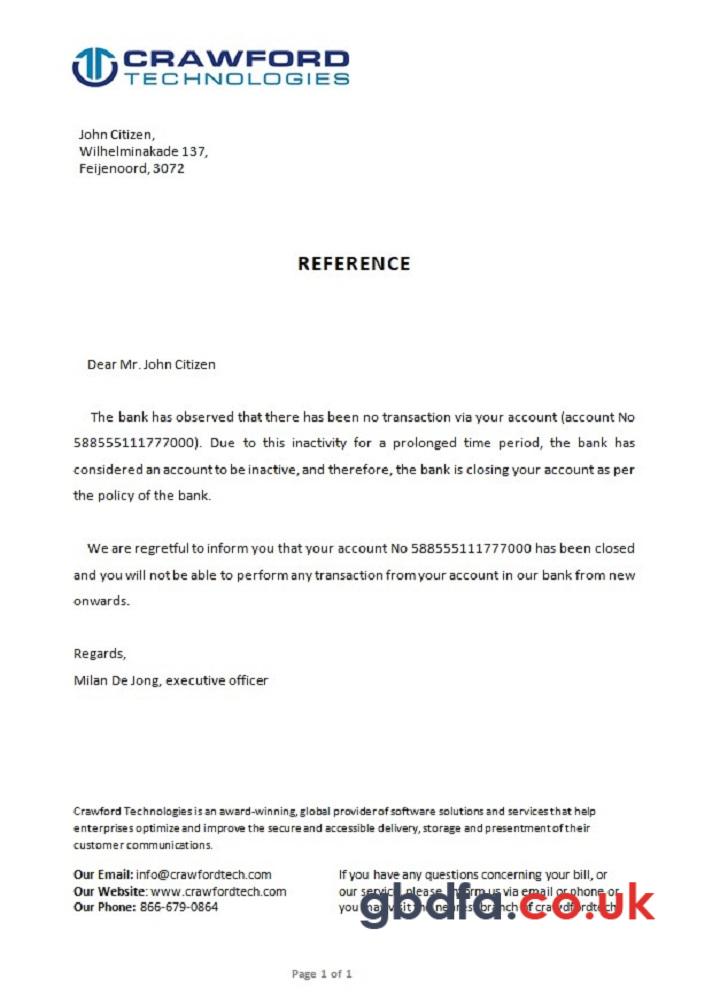 CRAWFORD
TECHNOLOGIES
John Citizen,
Wilhelminakade 137,
Feijenoord, 3072
REFERENCE
Dear Mr. John Citizen
The bank has observed that there has been no transaction via your account (account No
588555111777000). Due to this inactivity for a prolonged time period, the bank has
considered an account to be inactive, and therefore, the bank is closing your account as per
the policy of the bank.
We are regretful to inform you that your account No 588555111777000 has been closed
and you will not be able to perform any transaction from your account in our bank from new
onwards.
Regards,
Milan De Jong, executive officer
Crawford Technologies is an award-winning, global provider of software solutions and services that help
enterprises optimize and improve the secure and accessible delivery, storage and presentment of their
customer communications.
Our Email: info@crawfordtech.com
Our Website: www.crawfordtech.com
Our Phone: 866-679-0864
If you have any questions concerning your bill, or
our service, please inform us via email or phone or
you may visit the nearest branch of
gbdfa.co.uk
Page 1 of 1